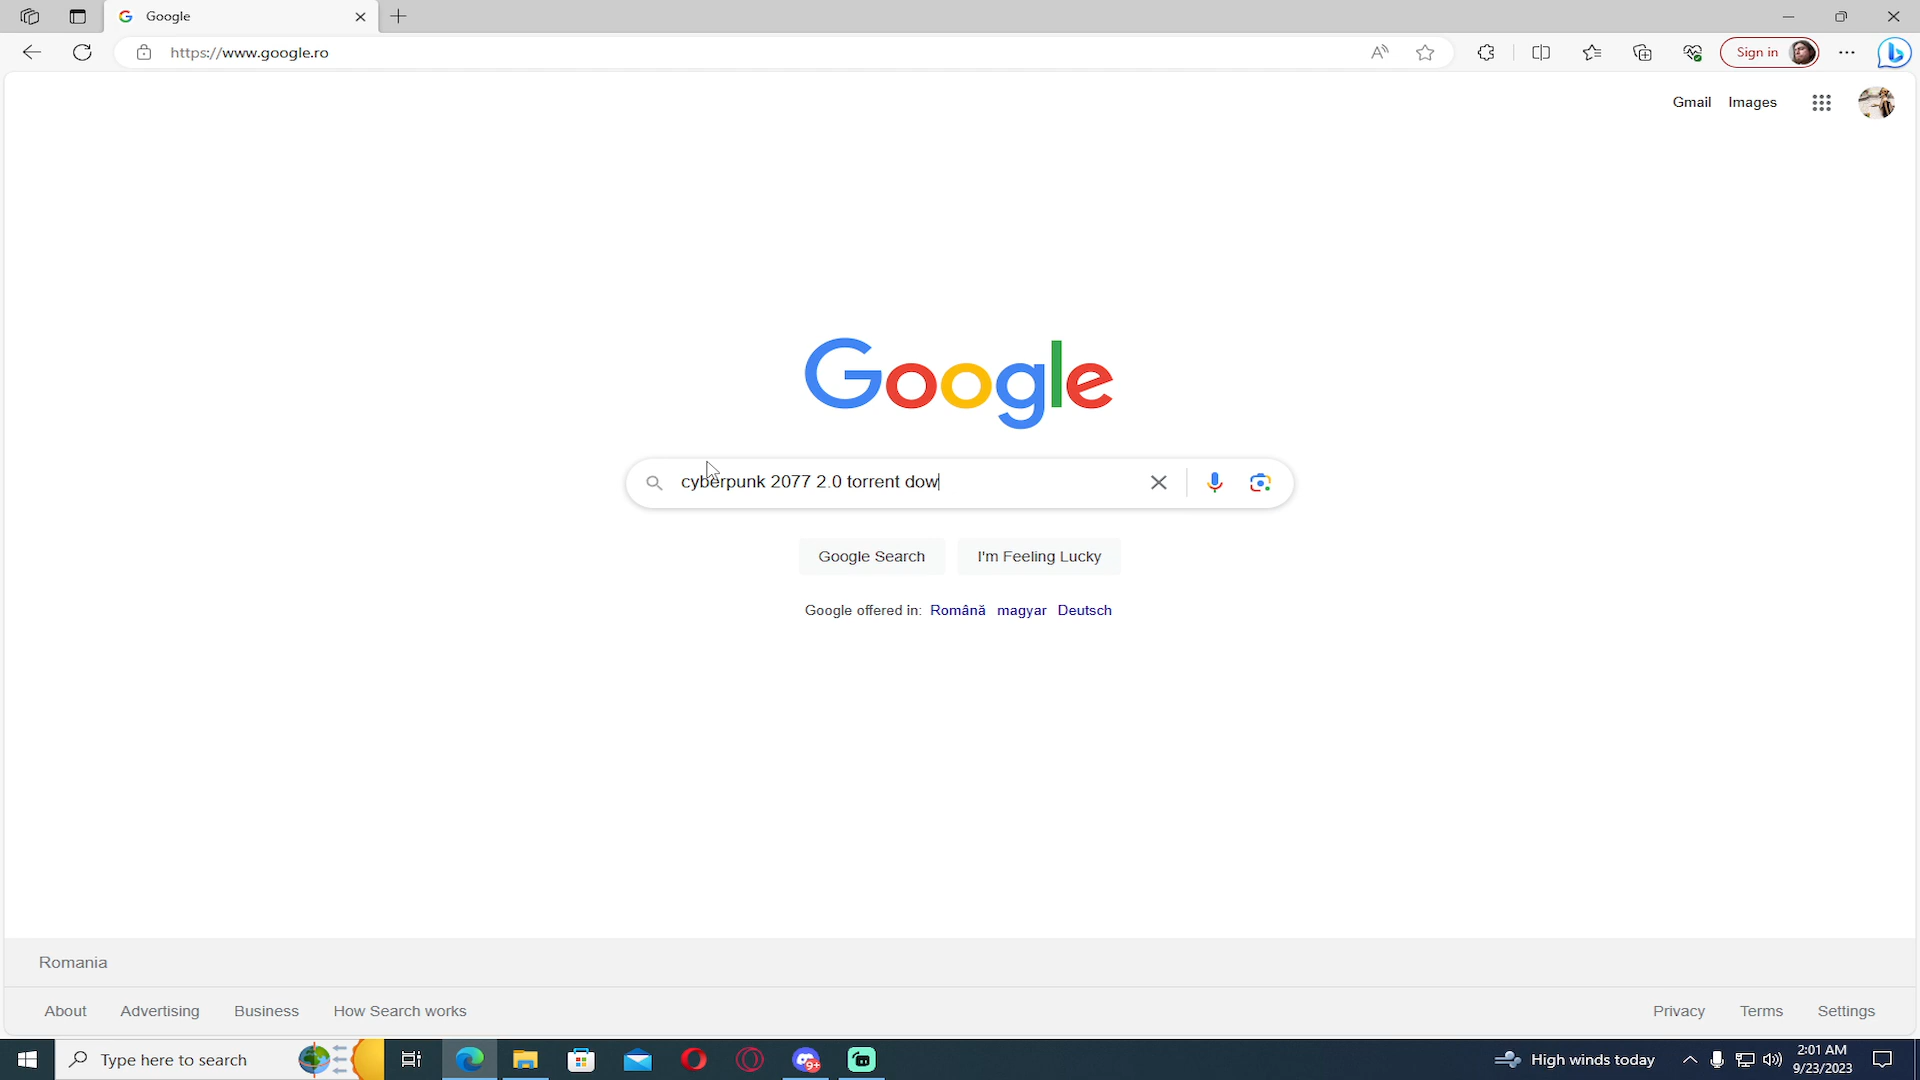 Google
https://www.google.ro
Sign in
Gmail Images
Google
cyberpunk 2077 2.0 torrent dow
Google Search I'm Feeling Lucky
Google offered in: Română magyar Deutsch
Romania
About Advertising Business How Search works Privacy Terms Settings
Type here to search
9+
High winds today
2:01 AM
9/23/2023